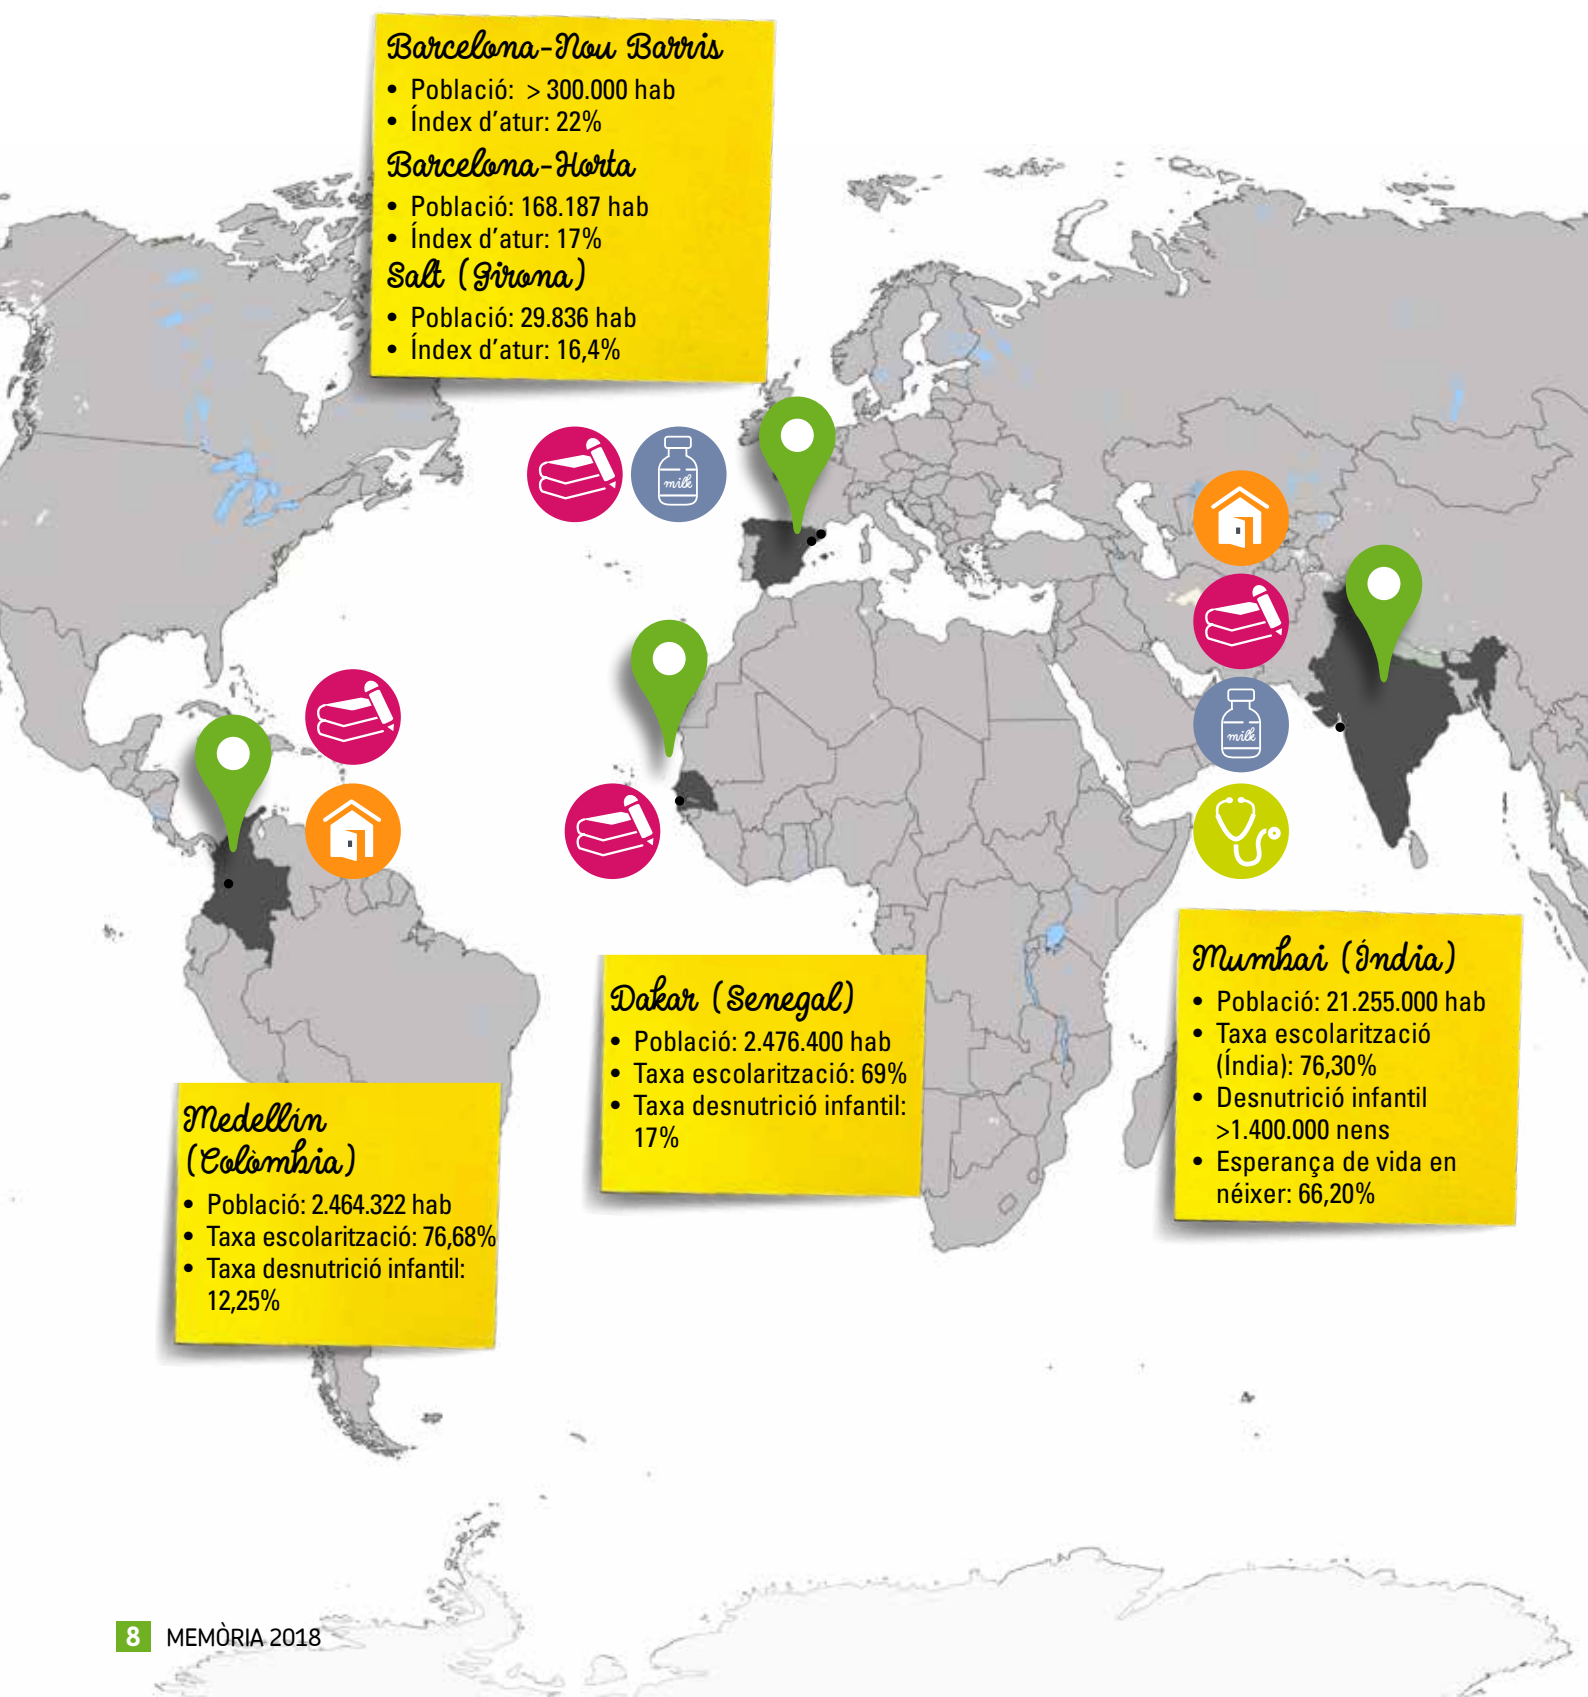 Barcelona-Nou Barris
• Població:  > 300.000 hab
• Índex d'atur: 22%
Barcelona-Horta
• Població: 168.187 hab
• Índex d'atur: 17%
Salt (Girona)
• Població: 29.836 hab
• Índex d'atur: 16,4%
milk
milk
Medellín
(Colòmbia)
• Població: 2.464.322 hab
• Taxa escolarització: 76,68%
• Taxa desnutrició infantil:
12,25%
Dakar (Senegal)
• Població: 2.476.400 hab
• Taxa escolarització: 69%
• Taxa desnutrició infantil:
17%
Mumbai (Índia)
• Població: 21.255.000 hab
• Taxa escolarització
(Índia): 76,30%
• Desnutrició infantil
>1.400.000 nens
• Esperança de vida en
néixer: 66,20%
8 MEMÒRIA 2018